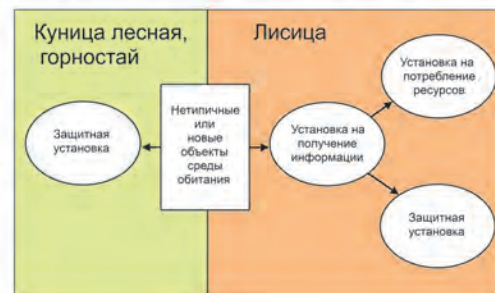 Куница лесная,
горностай
Лисица
Защитная
установка
Нетипичные
или
новые
объекты
среды
обитания
Установка на
получение
информации
Установка на
потребление
ресурсов
Защитная
установка